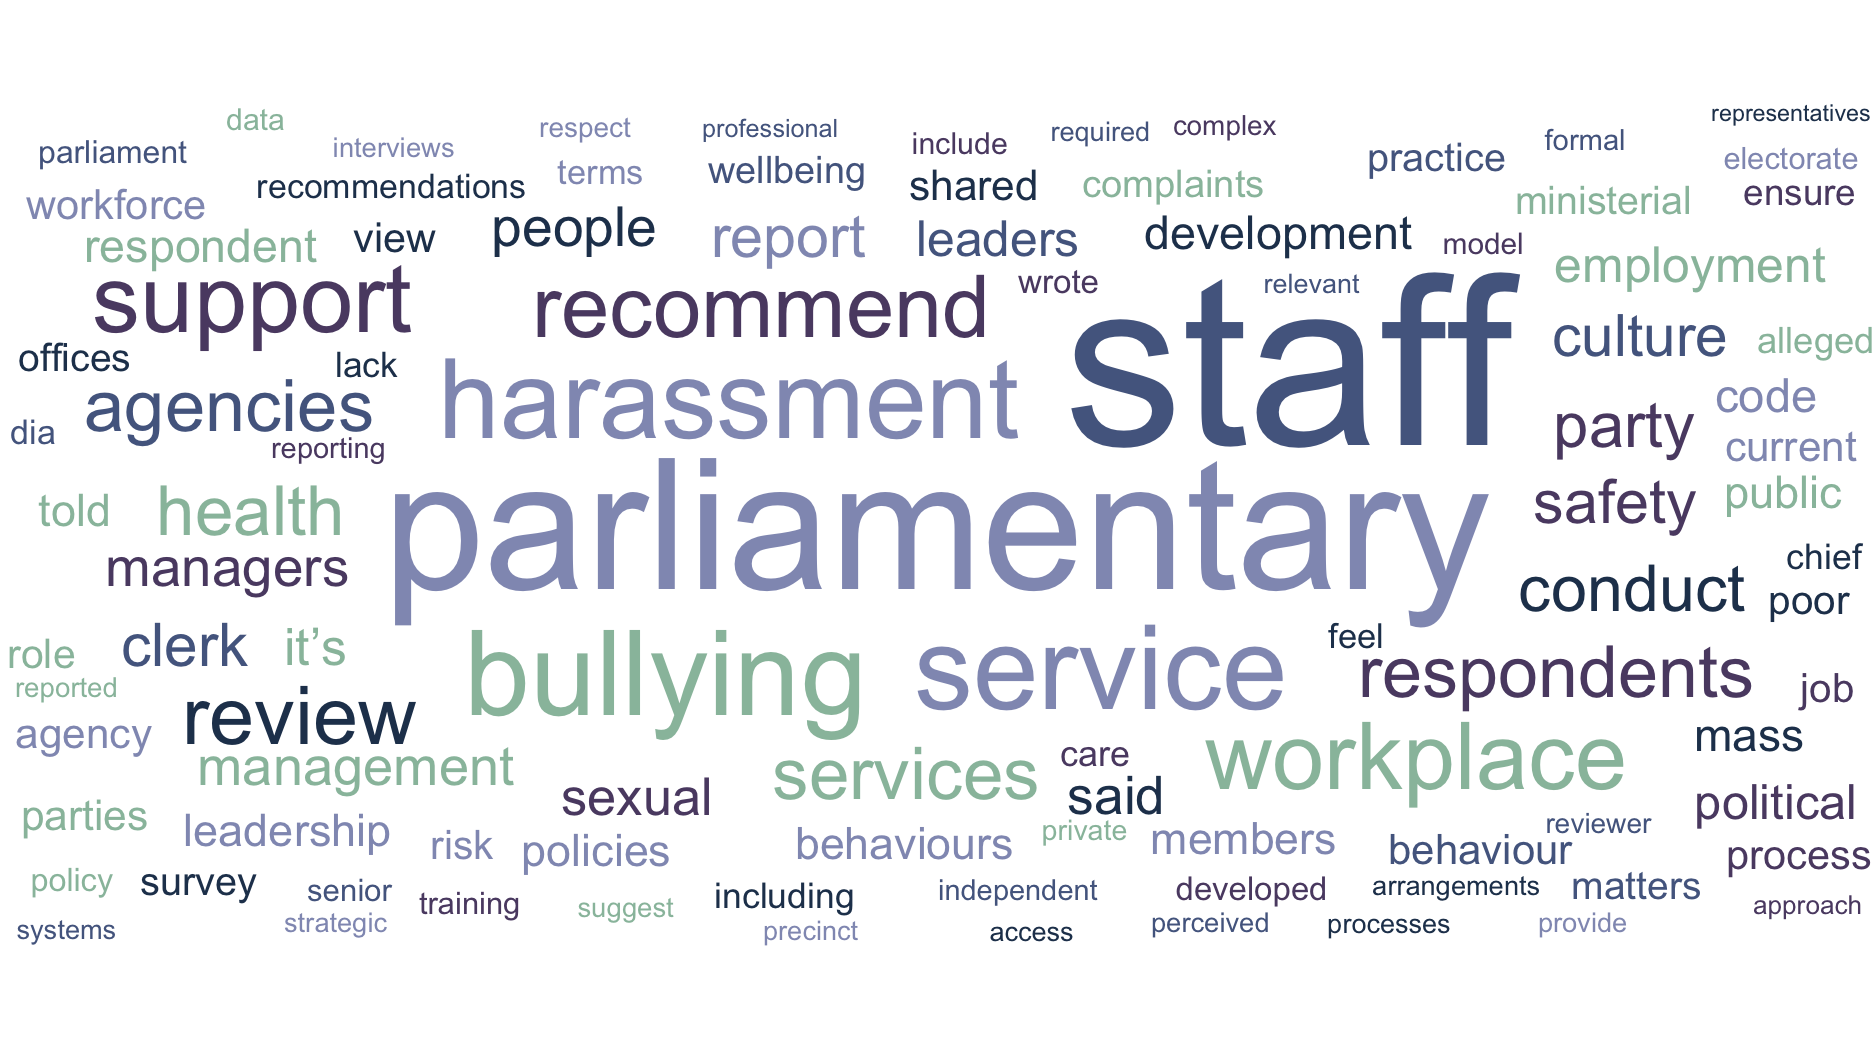 data
parliament
interviews
respect
professional
include
required
complex
formal
representatives
recommendations
terms
wellbeing
shared
complaints
practice
electorate
workforce
ministerial
ensure
respondent
view
people
report
leaders
development
model
employment
support
recommend
wrote
relevant
staff
culture
alleged
offices
lack
agencies
harassment
code
dia
reporting
party
current
told
health
parliamentary
safety
public
managers
conduct
chief
poor
role
clerk
it’s
bullying
service
feel
respondents
reported
job
agency
review
management
services
care
workplace
mass
sexual
said
political
parties
leadership
risk
policies
behaviours
private
members
reviewer
behaviour
process
policy
survey
senior
training
suggest
including
independent
developed
arrangements
matters
approach
systems
strategic
precinct
access
perceived
processes
provide